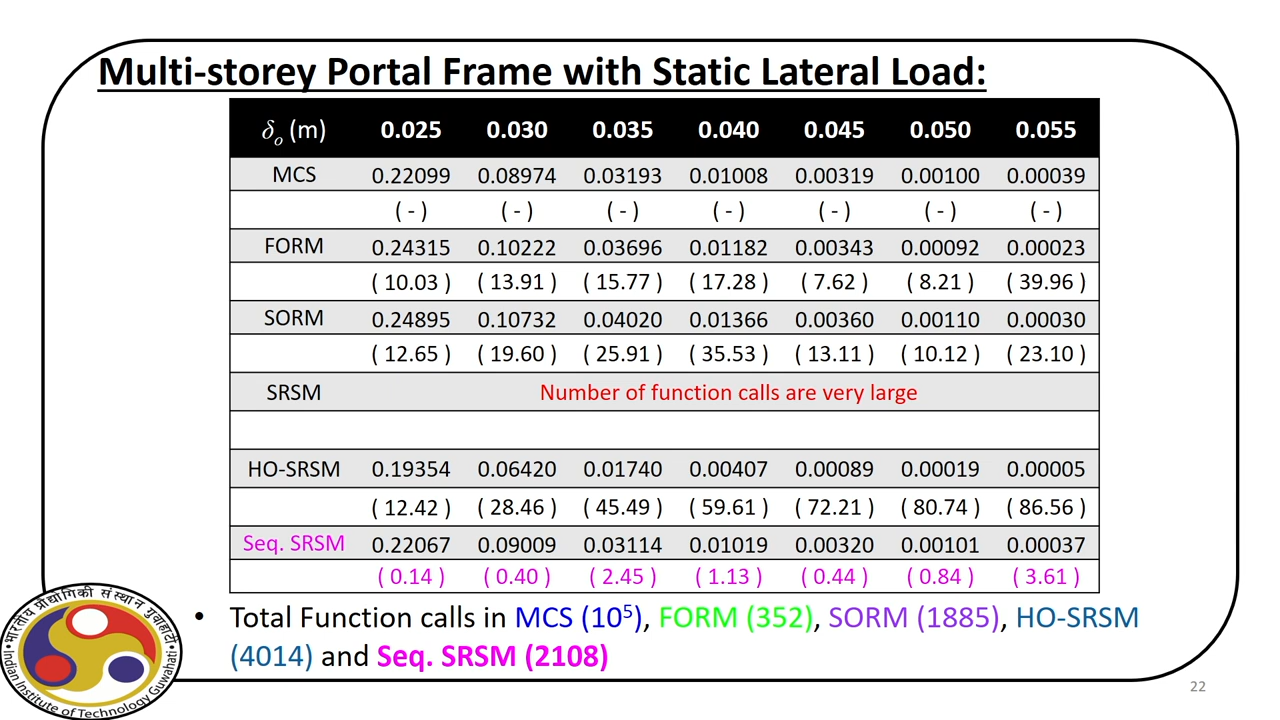 Multi-storey Portal Frame with Static Lateral Load:
δo (m) 0.025 0.030 0.035 0.040 0.045 0.050 0.055
MCS 0.22099 0.08974 0.03193 0.01008 0.00319 0.00100 0.00039
( - ) ( - ) ( - ) ( - ) ( - ) ( - ) ( - )
FORM 0.24315 0.10222 0.03696 0.01182 0.00343 0.00092 0.00023
( 10.03 ) ( 13.91 ) ( 15.77 ) ( 17.28 ) ( 7.62 ) ( 8.21 ) ( 39.96 )
SORM 0.24895 0.10732 0.04020 0.01366 0.00360 0.00110 0.00030
( 12.65 ) ( 19.60 ) ( 25.91 ) ( 35.53 ) ( 13.11 ) ( 10.12 ) ( 23.10 )
SRSM Number of function calls are very large
HO-SRSM 0.19354 0.06420 0.01740 0.00407 0.00089 0.00019 0.00005
( 12.42 ) ( 28.46 ) ( 45.49 ) ( 59.61 ) ( 72.21 ) ( 80.74 ) ( 86.56 )
Seq. SRSM 0.22067 0.09009 0.03114 0.01019 0.00320 0.00101 0.00037
( 0.14 ) ( 0.40 ) ( 2.45 ) ( 1.13 ) ( 0.44 ) ( 0.84 ) ( 3.61 )
• Total Function calls in MCS (10⁵), FORM (352), SORM (1885), HO-SRSM
(4014) and Seq. SRSM (2108)
भारतीय प्रौद्योगिकी संस्थान गुवाहाटी
Indian Institute of Technology Guwahati
22